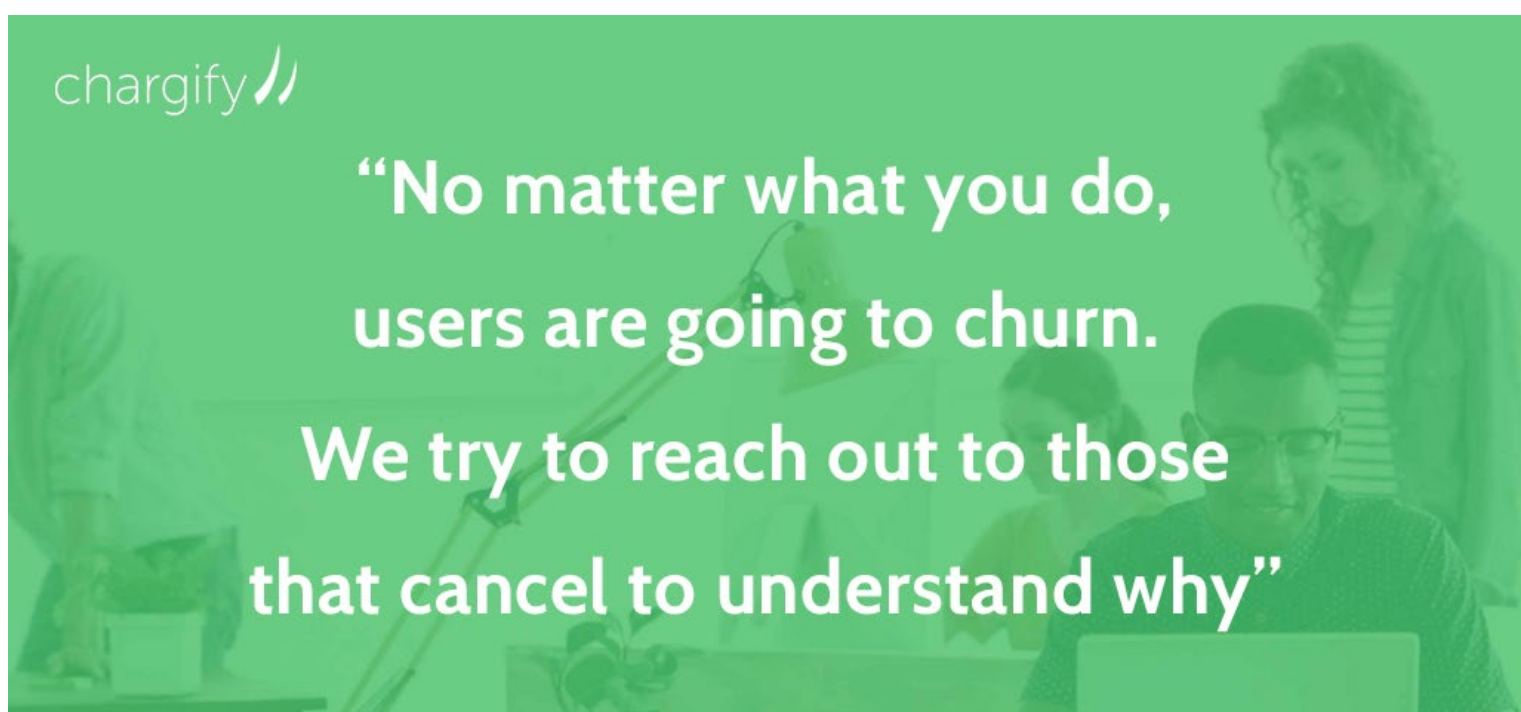 chargify
“No matter what you do,
users are going to churn.
We try to reach out to those
that cancel to understand why”